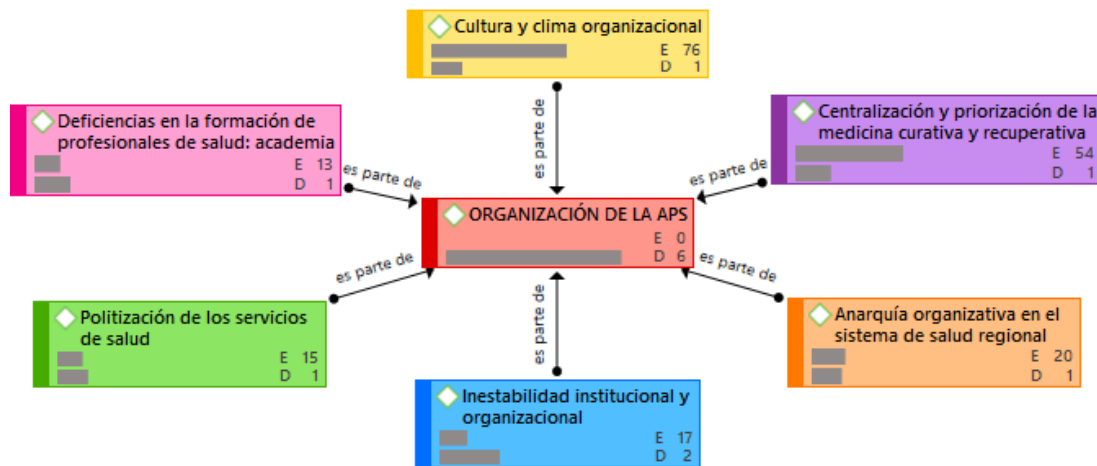 Cultura y clima organizacional
E 76
D 1
Deficiencias en la formación de
profesionales de salud: academia
E 13
D 1
Centralización y priorización de la
medicina curativa y recuperativa
E 54
D 1
es parte de
es parte de
es parte de
ORGANIZACIÓN DE LA APS
E 0
D 6
es parte de
es parte de
es parte de
Politización de los servicios
de salud
E 15
D 1
Inestabilidad institucional y
organizacional
E 17
D 2
Anarquía organizativa en el
sistema de salud regional
E 20
D 1